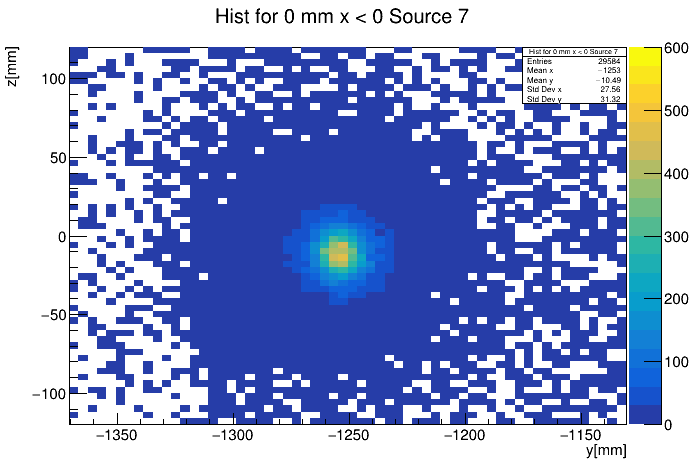 Hist for 0 mm x < 0 Source 7
z[mm]
Hist for 0 mm x < 0 Source 7
Entries 29584
Mean x −1253
Mean y −10.49
Std Dev x 27.56
Std Dev y 31.32
100
50
0
−50
−100
−1350 −1300 −1250 −1200 −1150
y[mm]
600
500
400
300
200
100
0